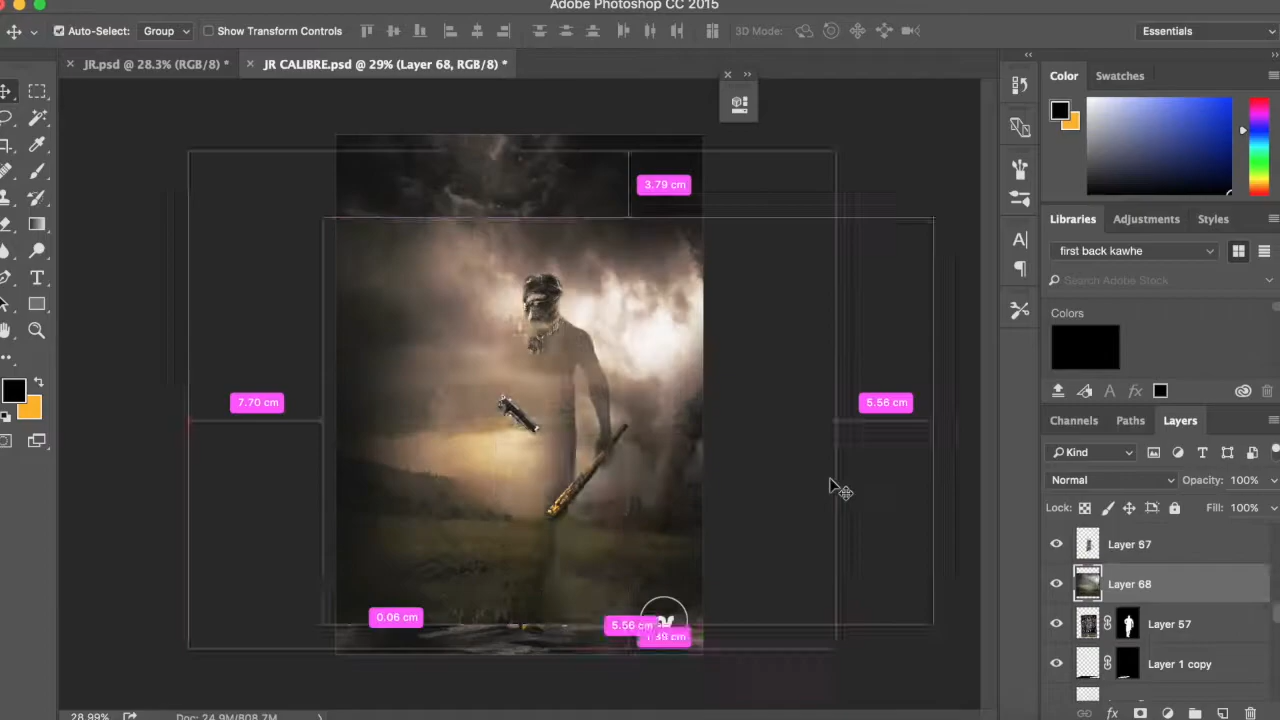 Adobe Photoshop CC 2015
Auto-Select: Group Show Transform Controls 3D Mode: Essentials
JR.psd @ 28.3% (RGB/8) * JR CALIBRE.psd @ 29% (Layer 68, RGB/8) *
Color Swatches
3.79 cm
Libraries Adjustments Styles
first back kawhe
Search Adobe Stock
Colors
7.70 cm
5.56 cm
Channels Paths Layers
Kind
Normal Opacity: 100%
Lock: Fill: 100%
Layer 67
Layer 68
Layer 57
Layer 1 copy
0.06 cm
5.56 cm
28.99% Doc: 24.9M/808.7M